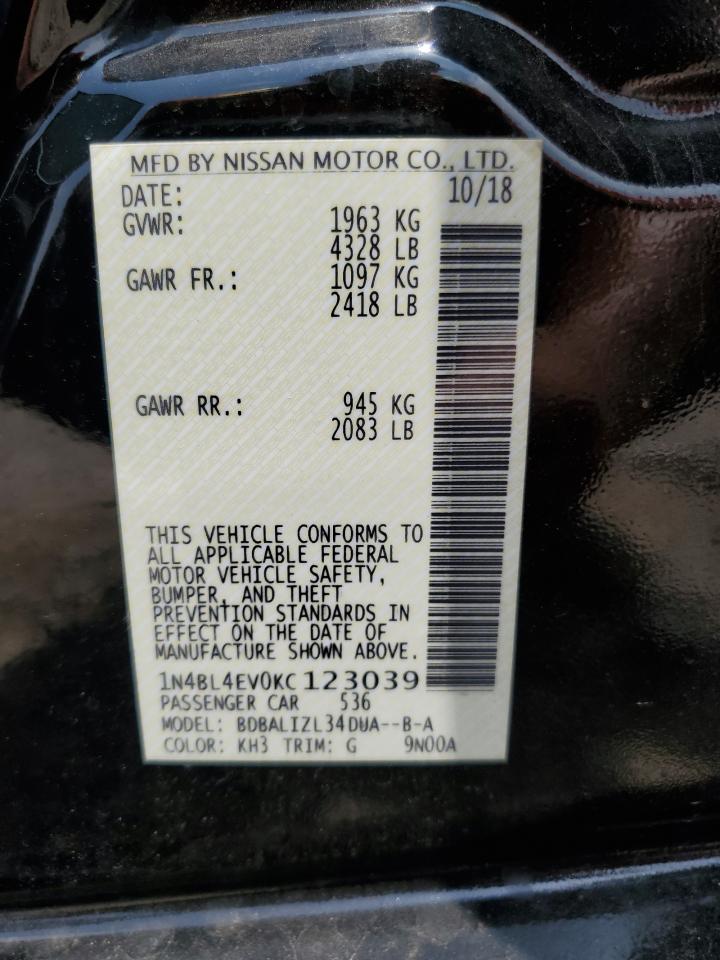 MFD BY NISSAN MOTOR CO., LTD.
DATE: 10/18
GVWR: 1963 KG
4328 LB
GAWR FR.: 1097 KG
2418 LB
GAWR RR.: 945 KG
2083 LB
THIS VEHICLE CONFORMS TO
ALL APPLICABLE FEDERAL
MOTOR VEHICLE SAFETY,
BUMPER, AND THEFT
PREVENTION STANDARDS IN
EFFECT ON THE DATE OF
MANUFACTURE SHOWN ABOVE.
1N4BL4EV0KC123039
PASSENGER CAR 536
MODEL: BDBALIZL34DUA--B-A
COLOR: KH3 TRIM: G 9N00A